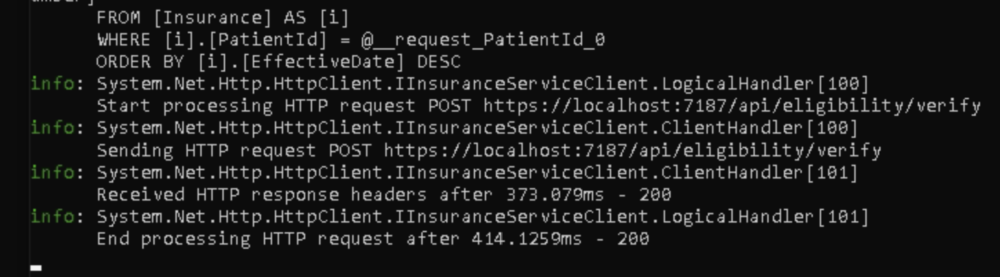 FROM [Insurance] AS [i]
WHERE [i].[PatientId] = @__request_PatientId_0
ORDER BY [i].[EffectiveDate] DESC
info: System.Net.Http.HttpClient.IInsuranceServiceClient.LogicalHandler[100]
Start processing HTTP request POST https://localhost:7187/api/eligibility/verify
info: System.Net.Http.HttpClient.IInsuranceServiceClient.ClientHandler[100]
Sending HTTP request POST https://localhost:7187/api/eligibility/verify
info: System.Net.Http.HttpClient.IInsuranceServiceClient.ClientHandler[101]
Received HTTP response headers after 373.079ms - 200
info: System.Net.Http.HttpClient.IInsuranceServiceClient.LogicalHandler[101]
End processing HTTP request after 414.1259ms - 200